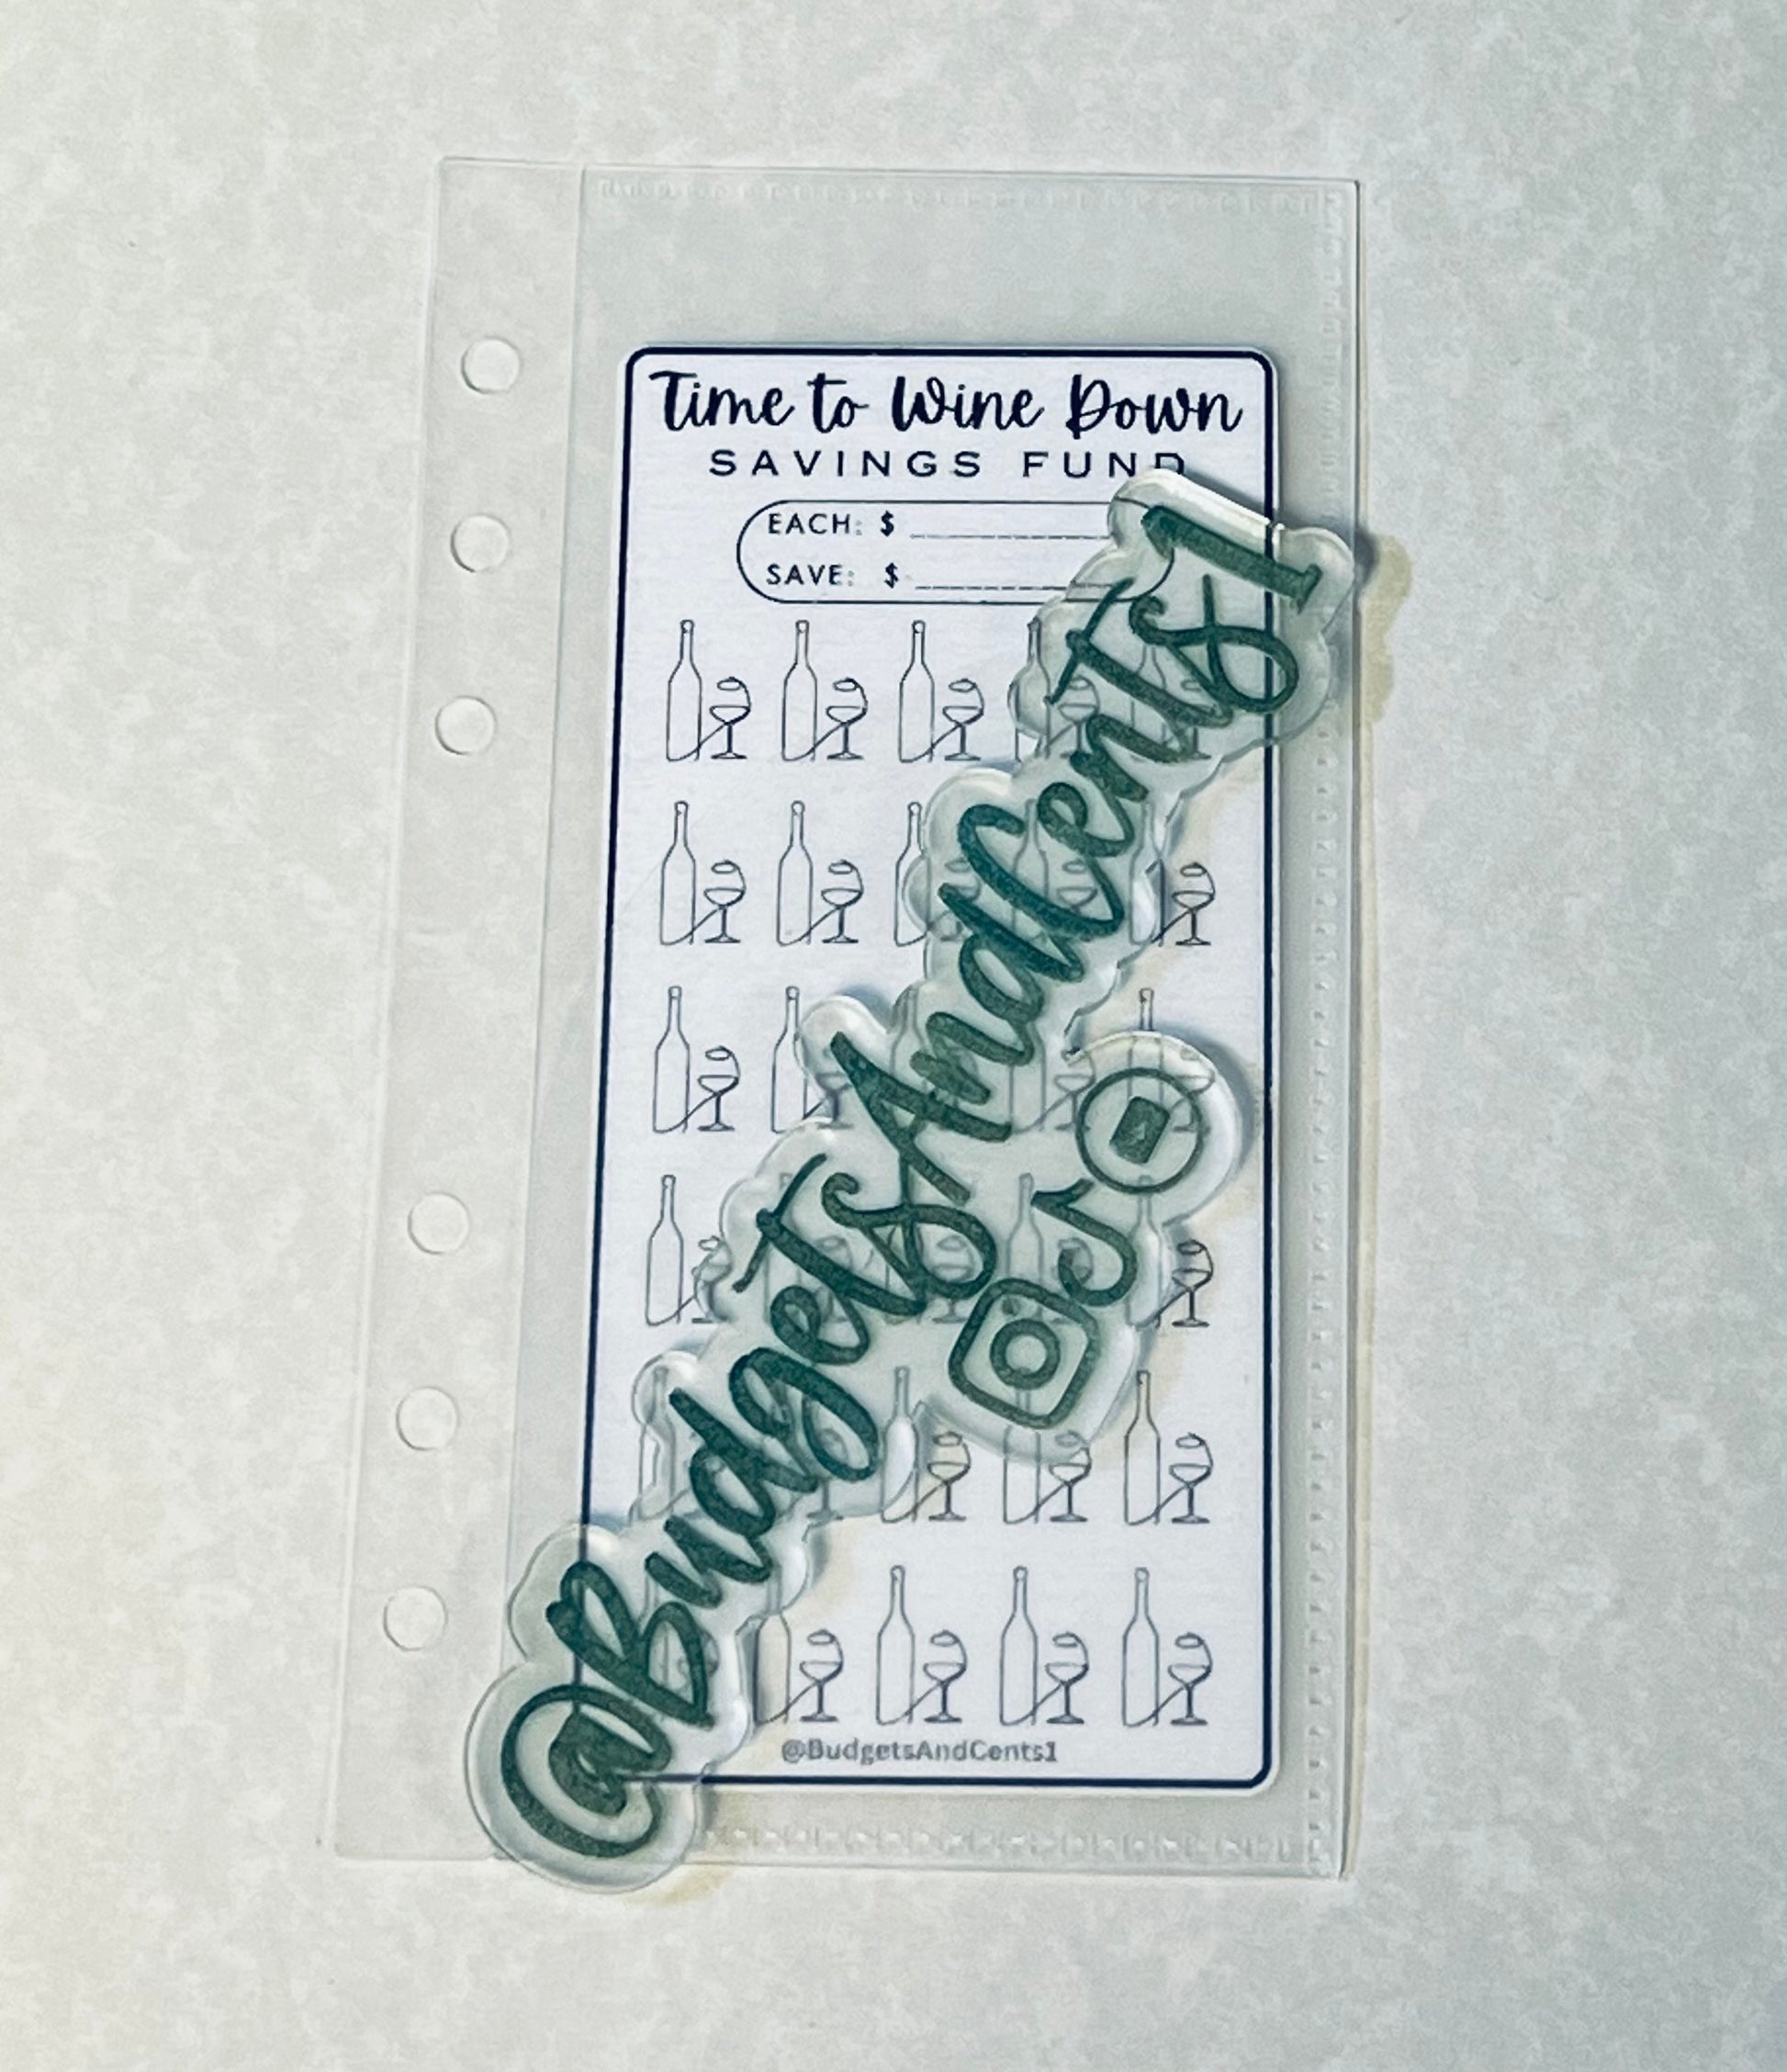 Time to Wine Down
SAVINGS FUND
EACH: $
SAVE: $
@BudgetsAndCents1
@BudgetsAndCents1